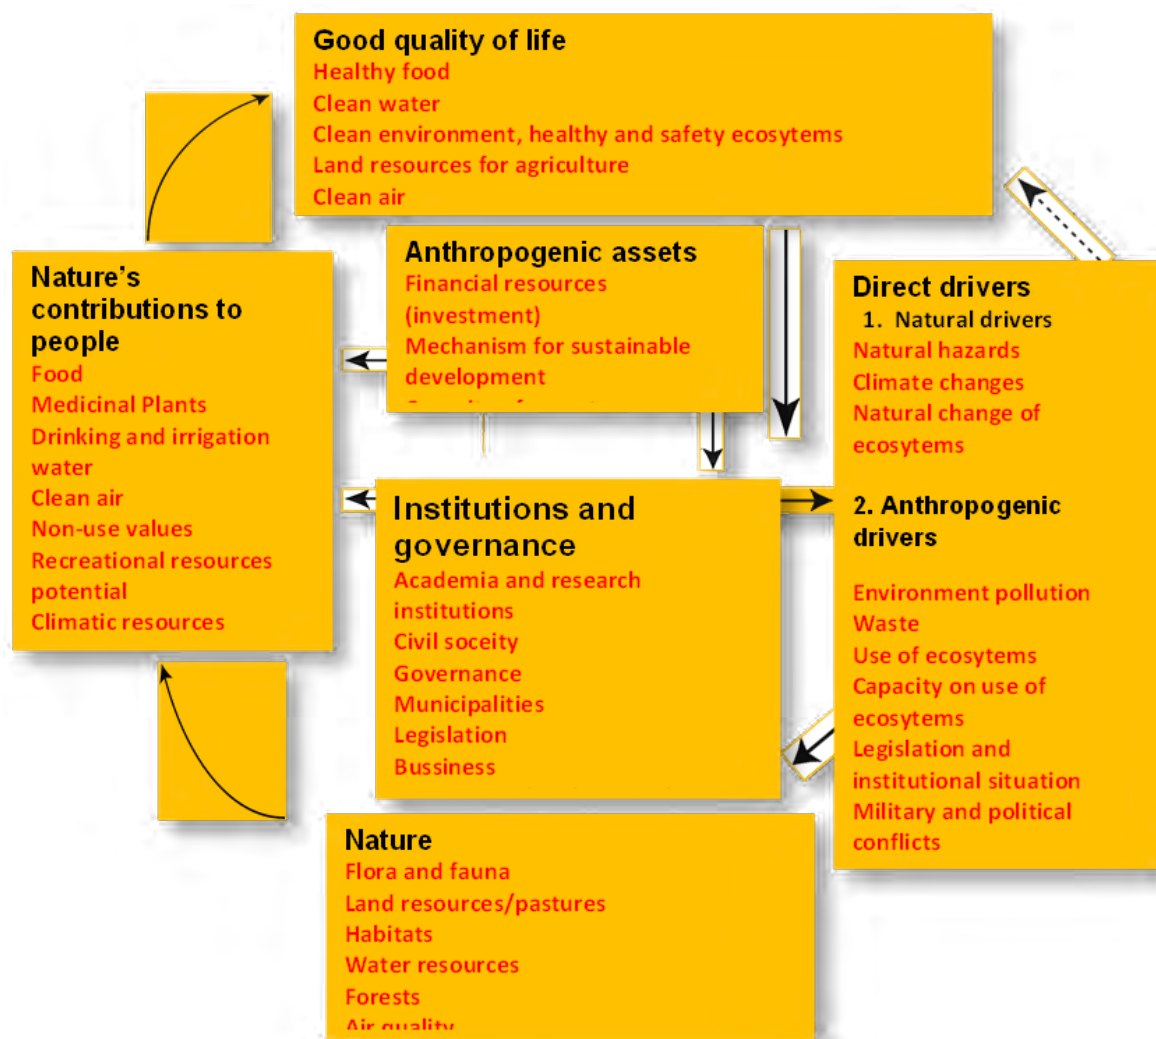 Good quality of life
Healthy food
Clean water
Clean environment, healthy and safety ecosytems
Land resources for agriculture
Clean air
Nature's
contributions to
people
Food
Medicinal Plants
Drinking and irrigation
water
Clean air
Non-use values
Recreational resources
potential
Climatic resources
Anthropogenic assets
Financial resources
(investment)
Mechanism for sustainable
development
Institutions and
governance
Academia and research
institutions
Civil soceity
Governance
Municipalities
Legislation
Bussiness
Direct drivers
1. Natural drivers
Natural hazards
Climate changes
Natural change of
ecosytems
2. Anthropogenic
drivers
Environment pollution
Waste
Use of ecosytems
Capacity on use of
ecosytems
Legislation and
institutional situation
Military and political
conflicts
Nature
Flora and fauna
Land resources/pastures
Habitats
Water resources
Forests
Air quality